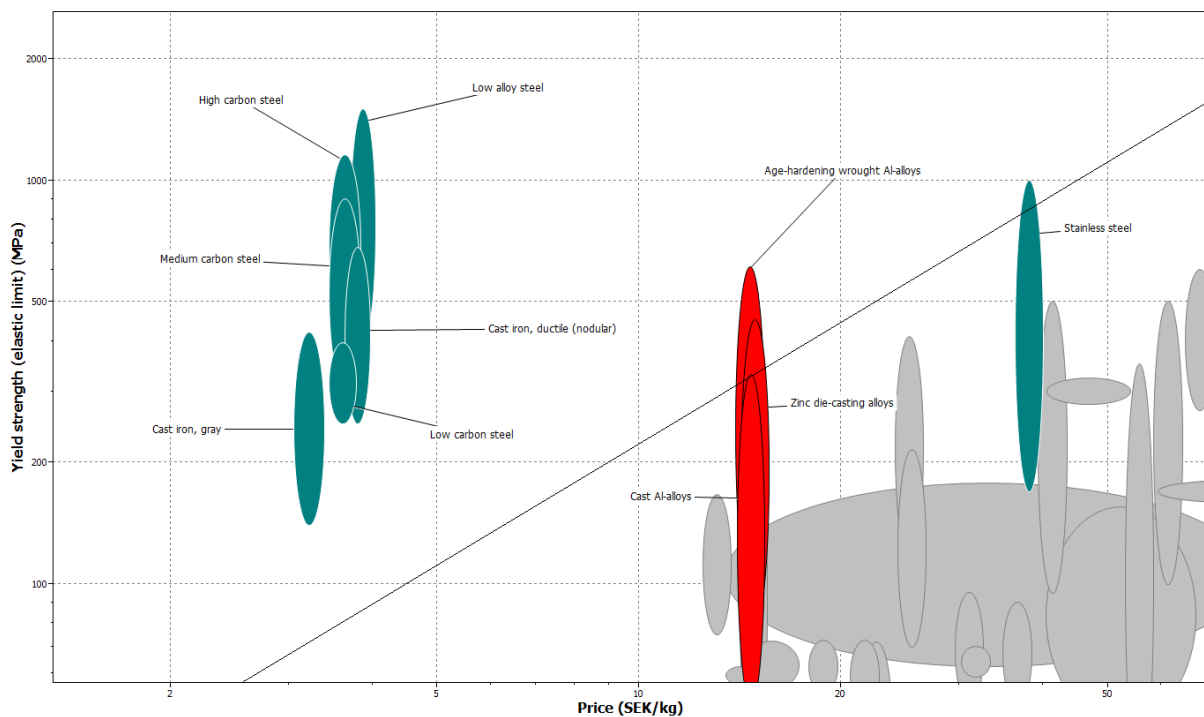 2000
Low alloy steel
High carbon steel
1000
Age-hardening wrought Al-alloys
Stainless steel
Medium carbon steel
Yield strength (elastic limit) (MPa)
500
Cast iron, ductile (nodular)
Zinc die-casting alloys
Cast iron, gray
Low carbon steel
200
Cast Al-alloys
100
2
5
10
20
50
Price (SEK/kg)